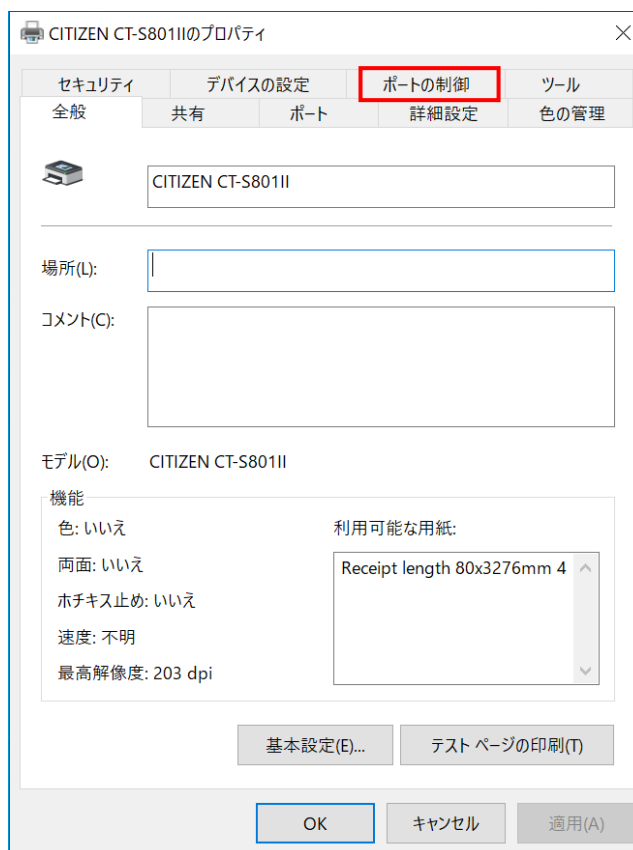 CITIZEN CT-S801IIのプロパティ
セキュリティ デバイスの設定 ポートの制御 ツール
全般 共有 ポート 詳細設定 色の管理
CITIZEN CT-S801II
場所(L):
コメント(C):
モデル(O): CITIZEN CT-S801II
機能
色: いいえ
両面: いいえ
ホチキス止め: いいえ
速度: 不明
最高解像度: 203 dpi
利用可能な用紙:
Receipt length 80x3276mm 4
基本設定(E)... テスト ページの印刷(T)
OK キャンセル 適用(A)